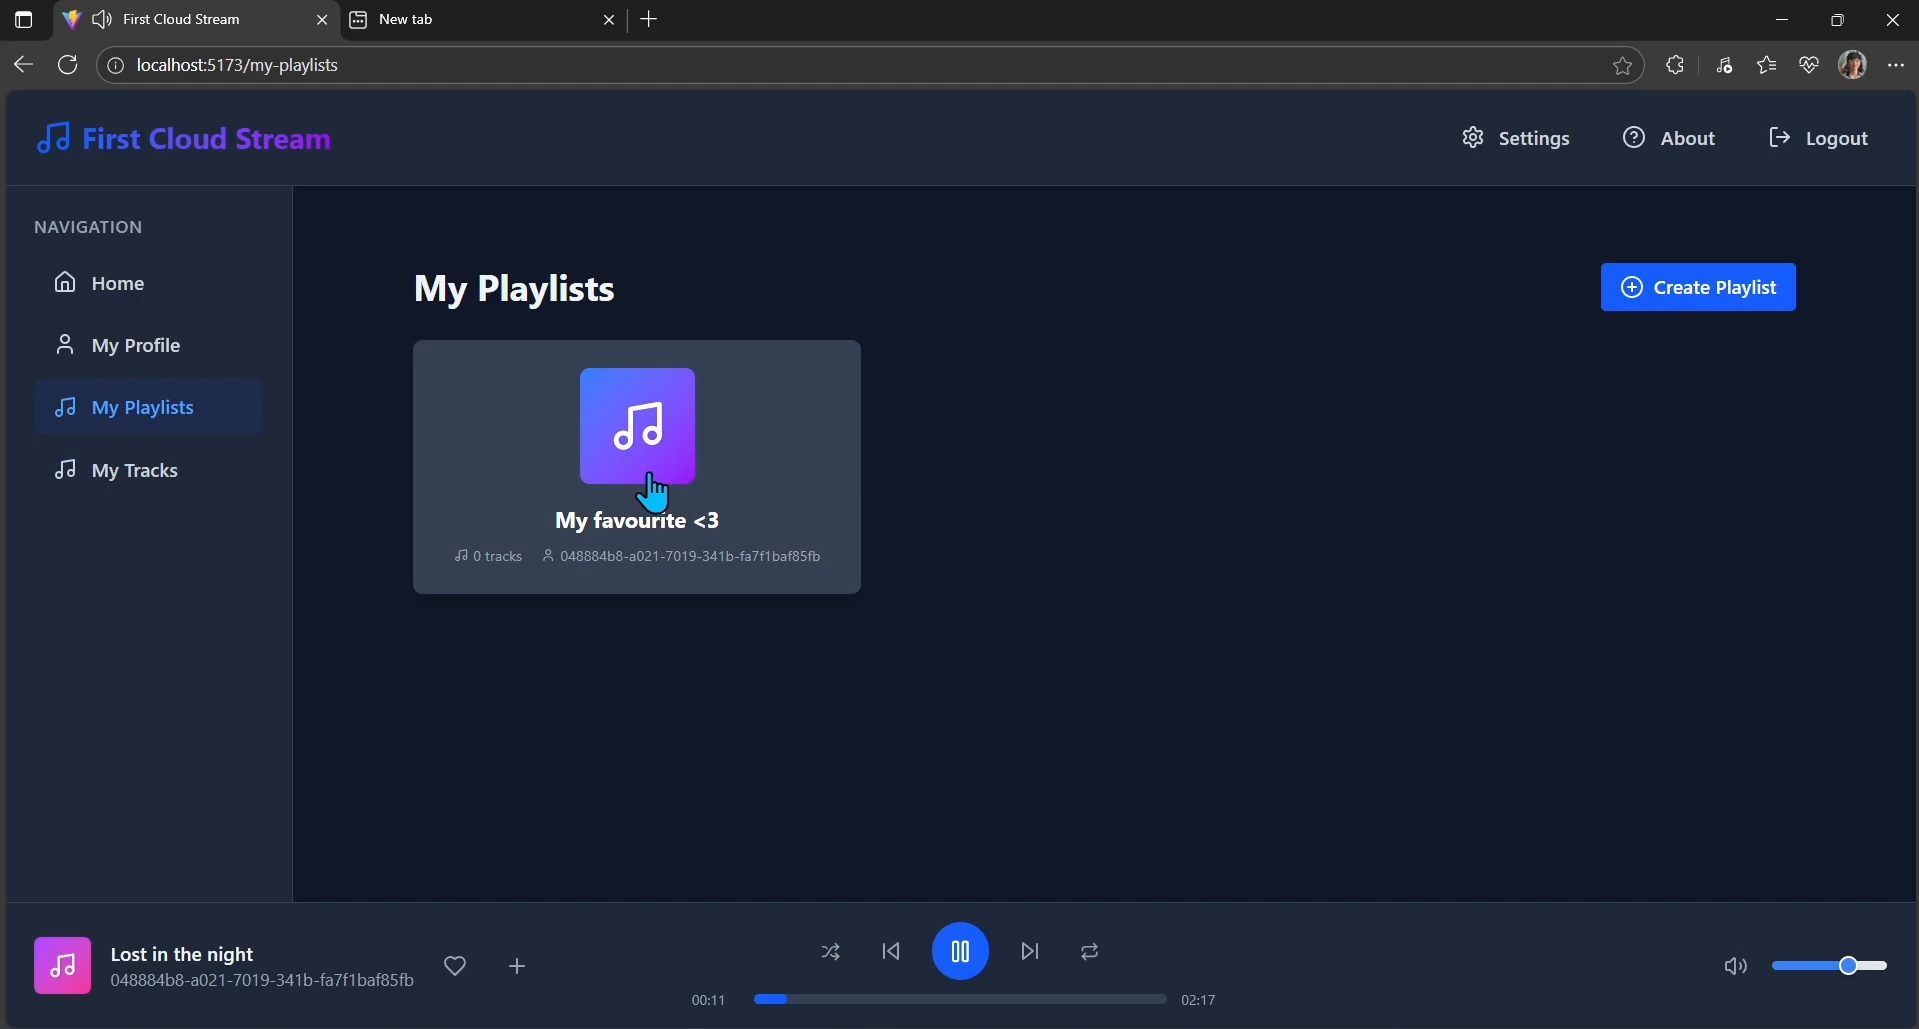 First Cloud Stream
New tab
localhost:5173/my-playlists
First Cloud Stream
Settings
About
Logout
NAVIGATION
Home
My Profile
My Playlists
My Tracks
My Playlists
Create Playlist
My favourite <3
0 tracks
048884b8-a021-7019-341b-fa7f1baf85fb
Lost in the night
048884b8-a021-7019-341b-fa7f1baf85fb
00:11
02:17